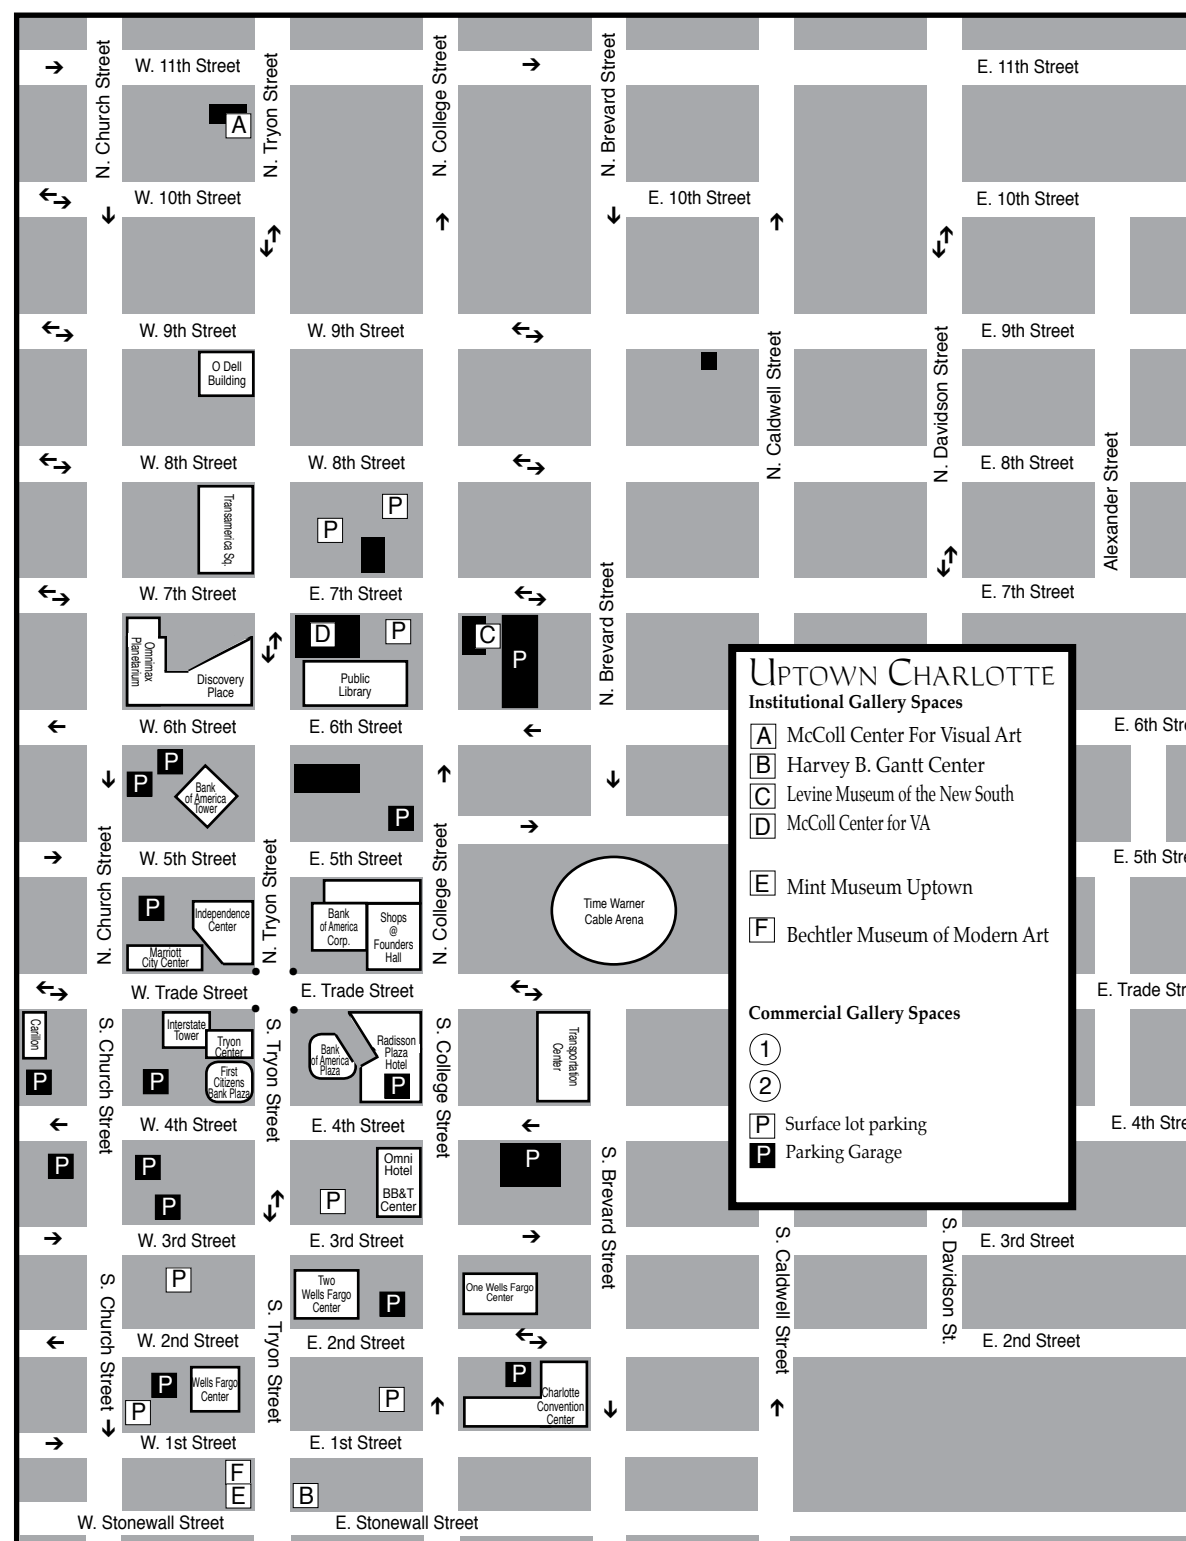 N. Church Street
N. Tryon Street
N. College Street
N. Brevard Street
W. 11th Street
E. 11th Street
A
W. 10th Street
E. 10th Street
E. 10th Street
W. 9th Street
W. 9th Street
E. 9th Street
N. Caldwell Street
N. Davidson Street
O Dell
Building
W. 8th Street
W. 8th Street
E. 8th Street
Alexander Street
Transamerica Sq.
P
P
W. 7th Street
E. 7th Street
E. 7th Street
N. Brevard Street
Omnimax
Planetarium
Discovery
Place
D
P
Public
Library
C
P
W. 6th Street
E. 6th Street
E. 6th Stre
P
P
Bank
of America
Tower
P
N. Church Street
N. Tryon Street
N. College Street
W. 5th Street
E. 5th Street
E. 5th Stre
P
Independence
Center
Marriott
City Center
Bank
of America
Corp.
Shops
@
Founders
Hall
Time Warner
Cable Arena
W. Trade Street
E. Trade Street
E. Trade Str
Carillon
P
S. Church Street
Interstate
Tower
Tryon
Center
P
First
Citizens
Bank Plaza
S. Tryon Street
Bank
of America
Plaza
Radisson
Plaza
Hotel
P
S. College Street
Transportation
Center
W. 4th Street
E. 4th Street
E. 4th Stre
P
P
P
P
Omni
Hotel
BB&T
Center
P
S. Brevard Street
W. 3rd Street
E. 3rd Street
E. 3rd Street
S. Caldwell Street
S. Davidson St.
S. Church Street
P
S. Tryon Street
Two
Wells Fargo
Center
P
One Wells Fargo
Center
W. 2nd Street
E. 2nd Street
E. 2nd Street
P
P
Wells Fargo
Center
P
P
Charlotte
Convention
Center
W. 1st Street
E. 1st Street
F
E
B
W. Stonewall Street
E. Stonewall Street
UPTOWN CHARLOTTE
Institutional Gallery Spaces
A McColl Center For Visual Art
B Harvey B. Gantt Center
C Levine Museum of the New South
D McColl Center for VA
E Mint Museum Uptown
F Bechtler Museum of Modern Art
Commercial Gallery Spaces
1
2
P Surface lot parking
P Parking Garage